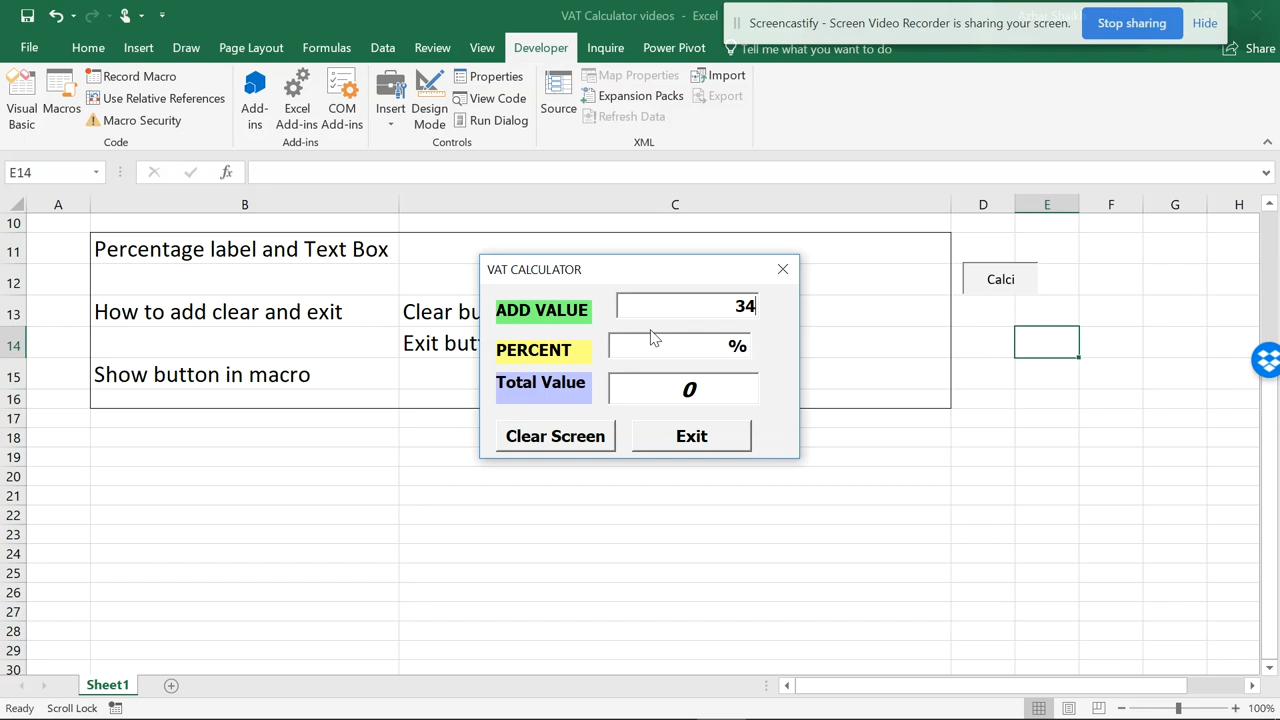 VAT Calculator videos - Excel
Screencastify - Screen Video Recorder is sharing your screen.
Stop sharing
Hide
File
Home
Insert
Draw
Page Layout
Formulas
Data
Review
View
Developer
Inquire
Power Pivot
Tell me what you want to do
Share
Visual Basic
Macros
Record Macro
Use Relative References
Macro Security
Code
Add-ins
Excel Add-ins
COM Add-ins
Add-ins
Insert
Design Mode
Properties
View Code
Run Dialog
Controls
Source
Map Properties
Expansion Packs
Refresh Data
Import
Export
XML
E14
fx
A B C D E F G H
10
11 Percentage label and Text Box
12
13 How to add clear and exit Clear bu
14 Exit butt
15 Show button in macro
16
17
18
19
20
21
22
23
24
25
26
27
28
29
30
Calci
VAT CALCULATOR
ADD VALUE 34
PERCENT %
Total Value 0
Clear Screen Exit
Sheet1
Ready
Scroll Lock
100%